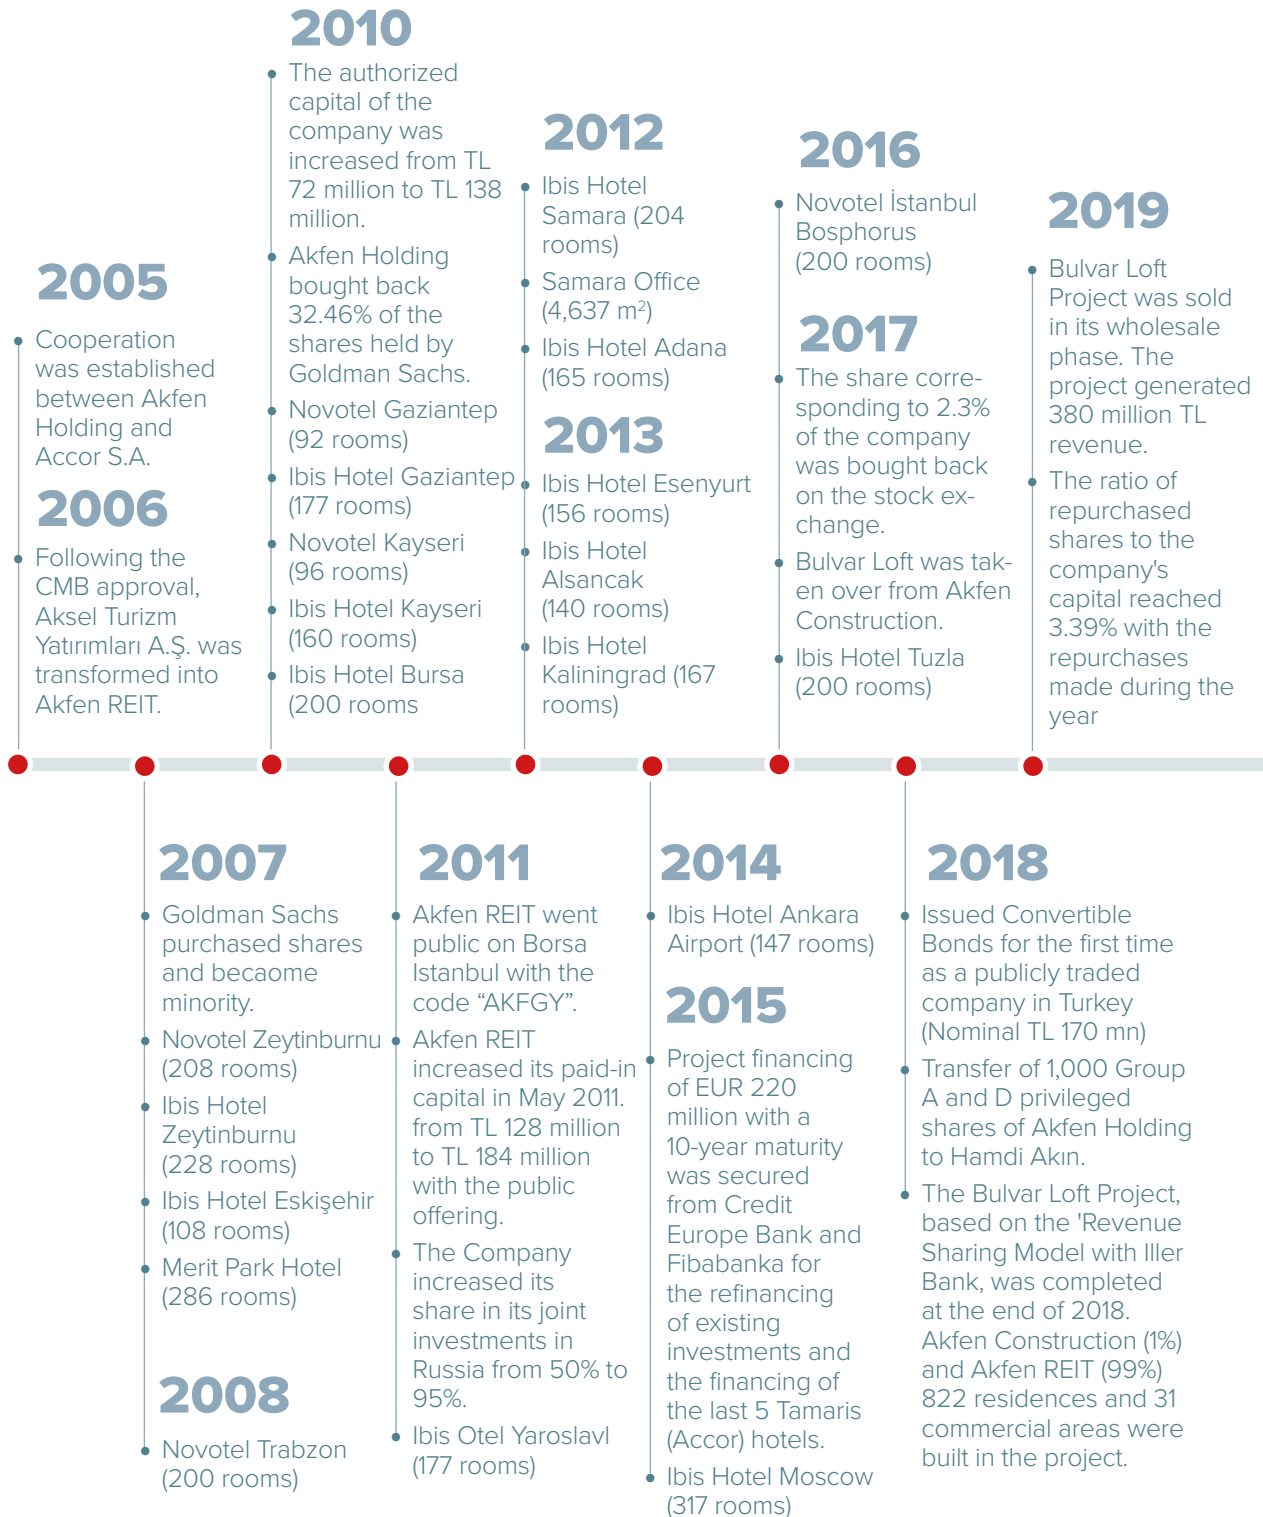 2005
Cooperation
was established
between Akfen
Holding and
Accor S.A.
2006
Following the
CMB approval,
Aksel Turizm
Yatırımları A.Ş. was
transformed into
Akfen REIT.
2007
Goldman Sachs
purchased shares
and becaome
minority.
Novotel Zeytinburnu
(208 rooms)
Ibis Hotel
Zeytinburnu
(228 rooms)
Ibis Hotel Eskişehir
(108 rooms)
Merit Park Hotel
(286 rooms)
2008
Novotel Trabzon
(200 rooms)
2010
The authorized
capital of the
company was
increased from TL
72 million to TL 138
million.
Akfen Holding
bought back
32.46% of the
shares held by
Goldman Sachs.
Novotel Gaziantep
(92 rooms)
Ibis Hotel Gaziantep
(177 rooms)
Novotel Kayseri
(96 rooms)
Ibis Hotel Kayseri
(160 rooms)
Ibis Hotel Bursa
(200 rooms
2011
Akfen REIT went
public on Borsa
Istanbul with the
code “AKFGY”.
Akfen REIT
increased its paid-in
capital in May 2011.
from TL 128 million
to TL 184 million
with the public
offering.
The Company
increased its
share in its joint
investments in
Russia from 50% to
95%.
Ibis Otel Yaroslavl
(177 rooms)
2012
Ibis Hotel
Samara (204
rooms)
Samara Office
(4,637 m²)
Ibis Hotel Adana
(165 rooms)
2013
Ibis Hotel Esenyurt
(156 rooms)
Ibis Hotel
Alsancak
(140 rooms)
Ibis Hotel
Kaliningrad (167
rooms)
2014
Ibis Hotel Ankara
Airport (147 rooms)
2015
Project financing
of EUR 220
million with a
10-year maturity
was secured
from Credit
Europe Bank and
Fibabanka for
the refinancing
of existing
investments and
the financing of
the last 5 Tamaris
(Accor) hotels.
Ibis Hotel Moscow
(317 rooms)
2016
Novotel İstanbul
Bosphorus
(200 rooms)
2017
The share corre-
sponding to 2.3%
of the company
was bought back
on the stock ex-
change.
Bulvar Loft was tak-
en over from Akfen
Construction.
Ibis Hotel Tuzla
(200 rooms)
2018
Issued Convertible
Bonds for the first time
as a publicly traded
company in Turkey
(Nominal TL 170 mn)
Transfer of 1,000 Group
A and D privileged
shares of Akfen Holding
to Hamdi Akın.
The Bulvar Loft Project,
based on the 'Revenue
Sharing Model with Iller
Bank, was completed
at the end of 2018.
Akfen Construction (1%)
and Akfen REIT (99%)
822 residences and 31
commercial areas were
built in the project.
2019
Bulvar Loft
Project was sold
in its wholesale
phase. The
project generated
380 million TL
revenue.
The ratio of
repurchased
shares to the
company's
capital reached
3.39% with the
repurchases
made during the
year